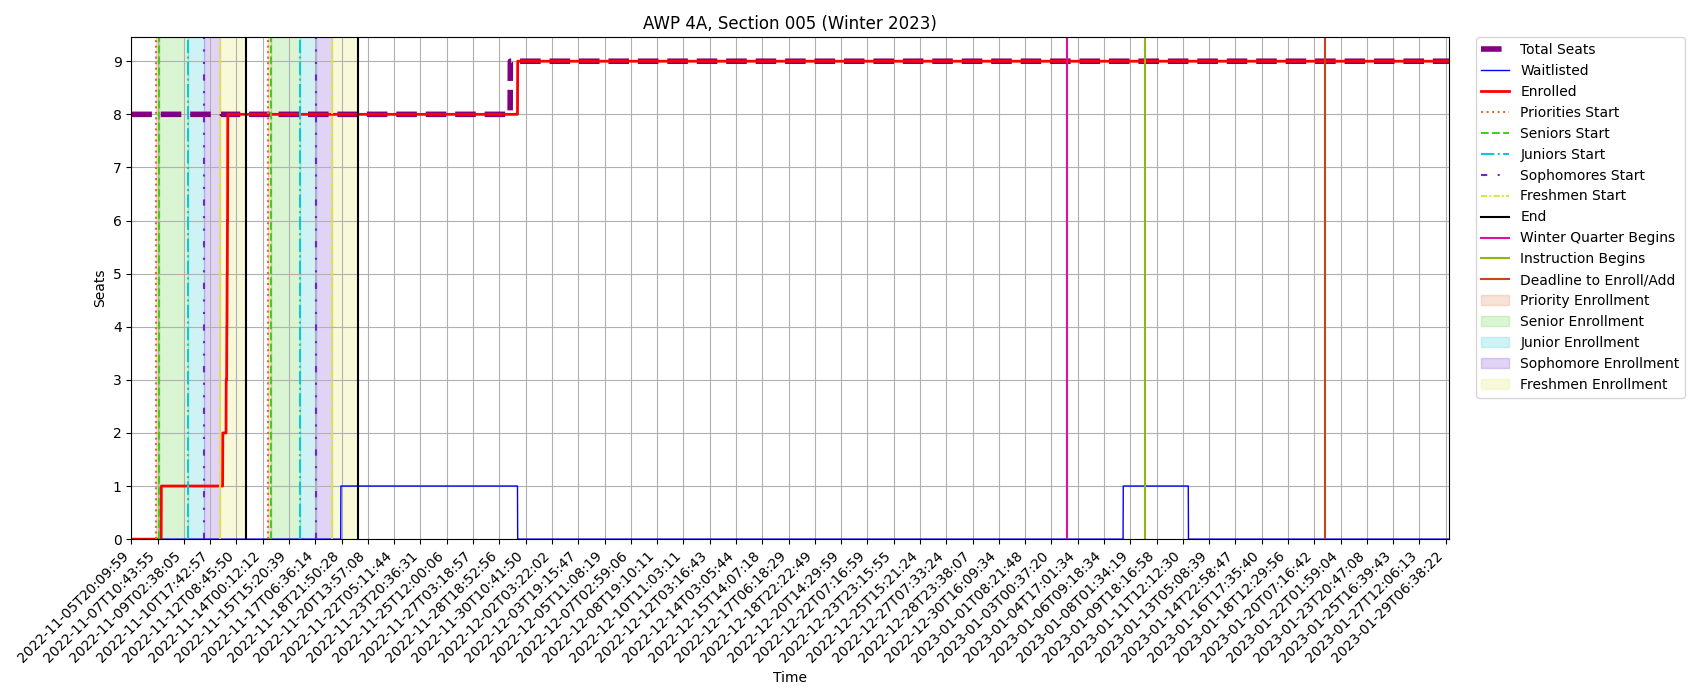 AWP 4A, Section 005 (Winter 2023)
Seats
9
8
7
6
5
4
3
2
1
0
2022-11-05T20:09:59
2022-11-07T10:43:55
2022-11-09T02:38:05
2022-11-10T17:42:57
2022-11-12T08:45:50
2022-11-14T00:12:12
2022-11-15T15:20:39
2022-11-17T06:36:14
2022-11-18T21:50:28
2022-11-20T13:57:08
2022-11-22T05:11:44
2022-11-23T20:36:31
2022-11-25T12:00:06
2022-11-27T03:18:57
2022-11-28T18:52:56
2022-11-30T10:41:50
2022-12-02T03:22:02
2022-12-03T19:15:47
2022-12-05T11:08:19
2022-12-07T02:59:06
2022-12-08T19:10:11
2022-12-10T11:03:11
2022-12-12T03:16:43
2022-12-14T03:05:44
2022-12-15T14:07:18
2022-12-17T06:18:29
2022-12-18T22:22:49
2022-12-20T14:29:59
2022-12-22T07:16:59
2022-12-23T23:15:55
2022-12-25T15:21:24
2022-12-27T07:33:24
2022-12-28T23:38:07
2022-12-30T16:09:34
2023-01-01T08:21:48
2023-01-03T00:37:20
2023-01-04T17:01:34
2023-01-06T09:18:34
2023-01-08T01:34:19
2023-01-09T18:16:58
2023-01-11T12:12:30
2023-01-13T05:08:39
2023-01-14T22:58:47
2023-01-16T17:35:40
2023-01-18T12:29:56
2023-01-20T07:16:42
2023-01-22T01:59:04
2023-01-23T20:47:08
2023-01-25T16:39:43
2023-01-27T12:06:13
2023-01-29T06:38:22
Time
Total Seats
Waitlisted
Enrolled
Priorities Start
Seniors Start
Juniors Start
Sophomores Start
Freshmen Start
End
Winter Quarter Begins
Instruction Begins
Deadline to Enroll/Add
Priority Enrollment
Senior Enrollment
Junior Enrollment
Sophomore Enrollment
Freshmen Enrollment